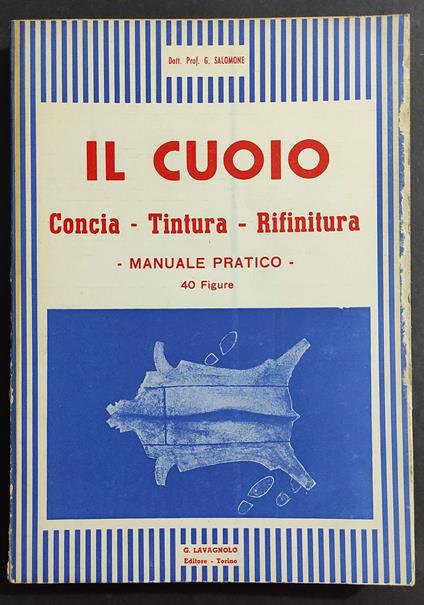 Dott. Prof. G. SALOMONE
IL CUOIO
Concia - Tintura - Rifinitura
- MANUALE PRATICO -
40 Figure
G. LAVAGNOLO
Editore - Torino